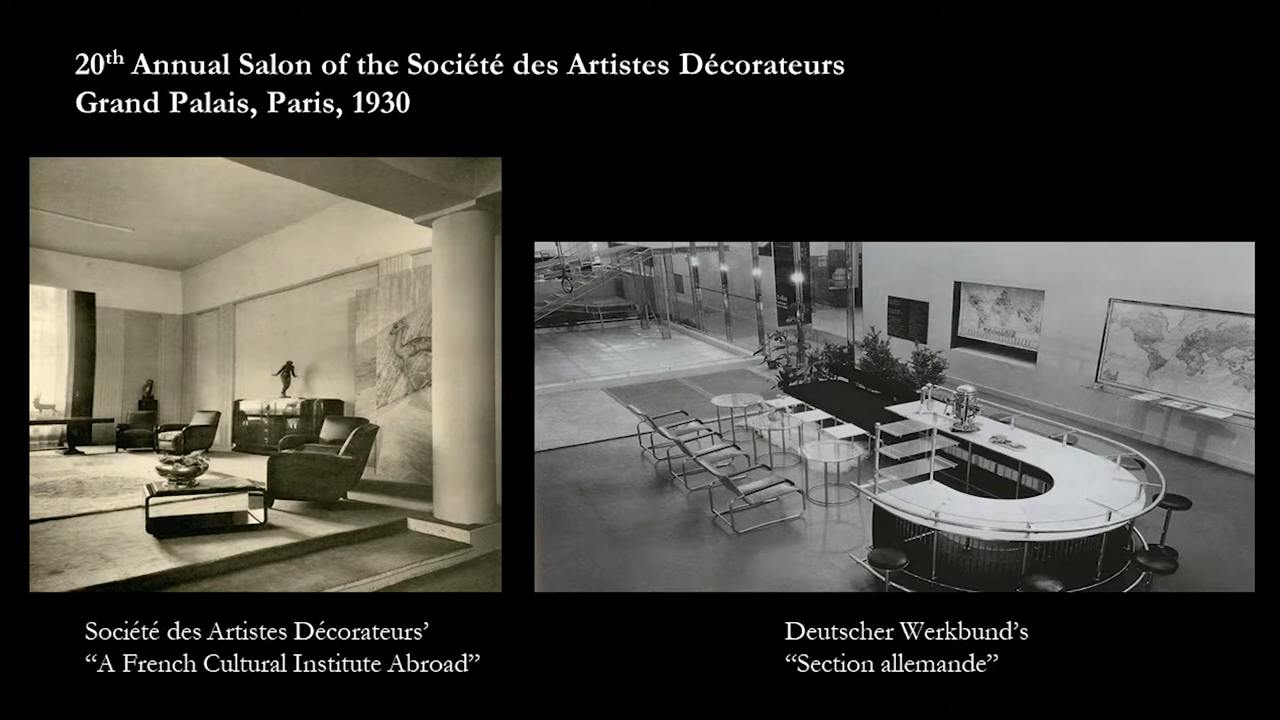 20th Annual Salon of the Société des Artistes Décorateurs
Grand Palais, Paris, 1930
Société des Artistes Décorateurs’
“A French Cultural Institute Abroad”
Deutscher Werkbund’s
“Section allemande”